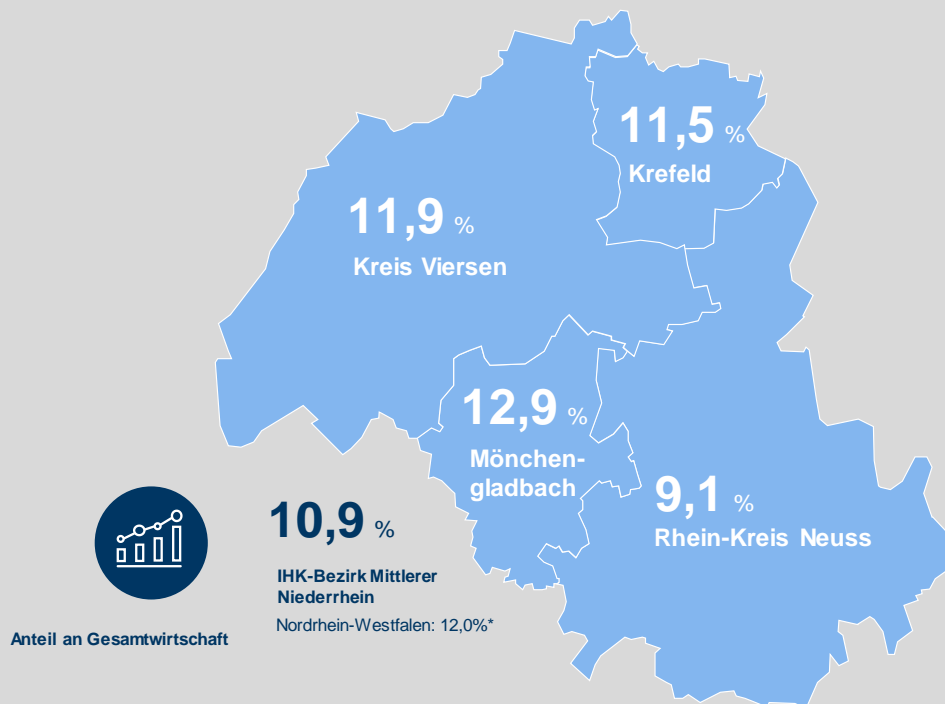 11,5 %
Krefeld
11,9 %
Kreis Viersen
12,9 %
Mönchen-
gladbach
9,1 %
Rhein-Kreis Neuss
10,9 %
IHK-Bezirk Mittlerer
Niederrhein
Nordrhein-Westfalen: 12,0%*
Anteil an Gesamtwirtschaft